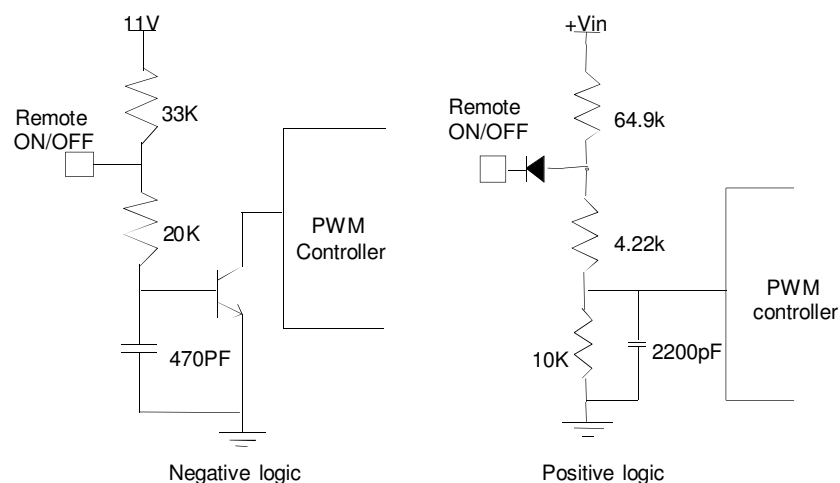 11V
33K
Remote
ON/OFF
20K
PWM
Controller
470PF
Negative logic
+Vin
64.9k
Remote
ON/OFF
4.22k
PWM
controller
10K
2200pF
Positive logic